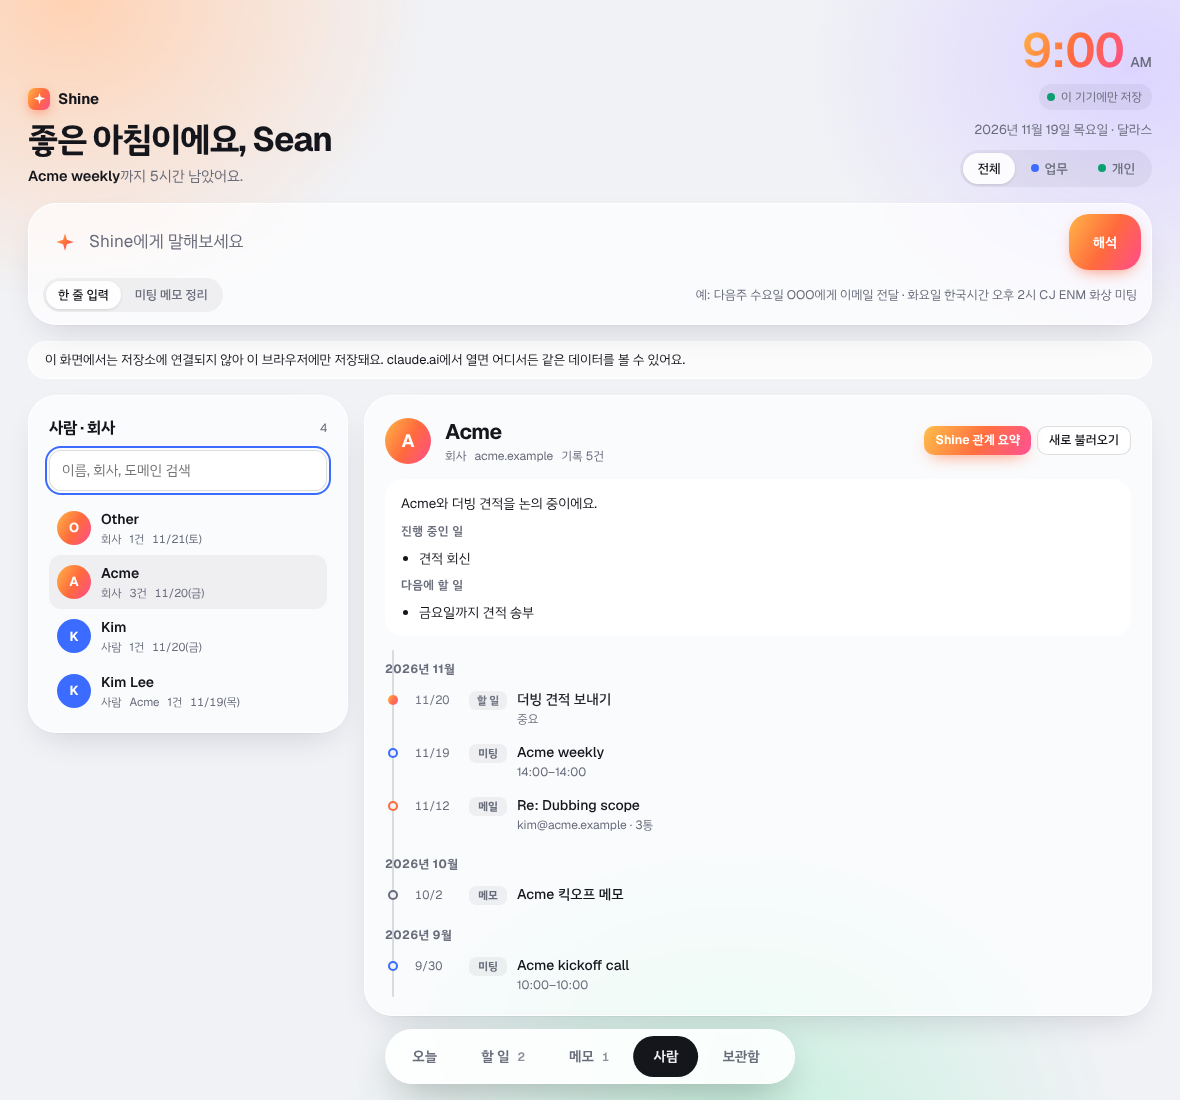 9:00 AM
Shine
이 기기에만 저장
좋은 아침이에요, Sean
2026년 11월 19일 목요일 · 달라스
Acme weekly까지 5시간 남았어요.
전체 업무 개인
Shine에게 말해보세요
해석
한 줄 입력 미팅 메모 정리
예: 다음주 수요일 OOO에게 이메일 전달 · 화요일 한국시간 오후 2시 CJ ENM 화상 미팅
이 화면에서는 저장소에 연결되지 않아 이 브라우저에만 저장돼요. claude.ai에서 열면 어디서든 같은 데이터를 볼 수 있어요.
사람 · 회사 4
이름, 회사, 도메인 검색
O
Other
회사 1건 11/21(토)
A
Acme
회사 3건 11/20(금)
K
Kim
사람 1건 11/20(금)
K
Kim Lee
사람 Acme 1건 11/19(목)
A
Acme
회사 acme.example 기록 5건
Shine 관계 요약 새로 불러오기
Acme와 더빙 견적을 논의 중이에요.
진행 중인 일
• 견적 회신
다음에 할 일
• 금요일까지 견적 송부
2026년 11월
11/20 할 일 더빙 견적 보내기
중요
11/19 미팅 Acme weekly
14:00–14:00
11/12 메일 Re: Dubbing scope
kim@acme.example · 3통
2026년 10월
10/2 메모 Acme 킥오프 메모
2026년 9월
9/30 미팅 Acme kickoff call
10:00–10:00
오늘 할 일 2 메모 1 사람 보관함